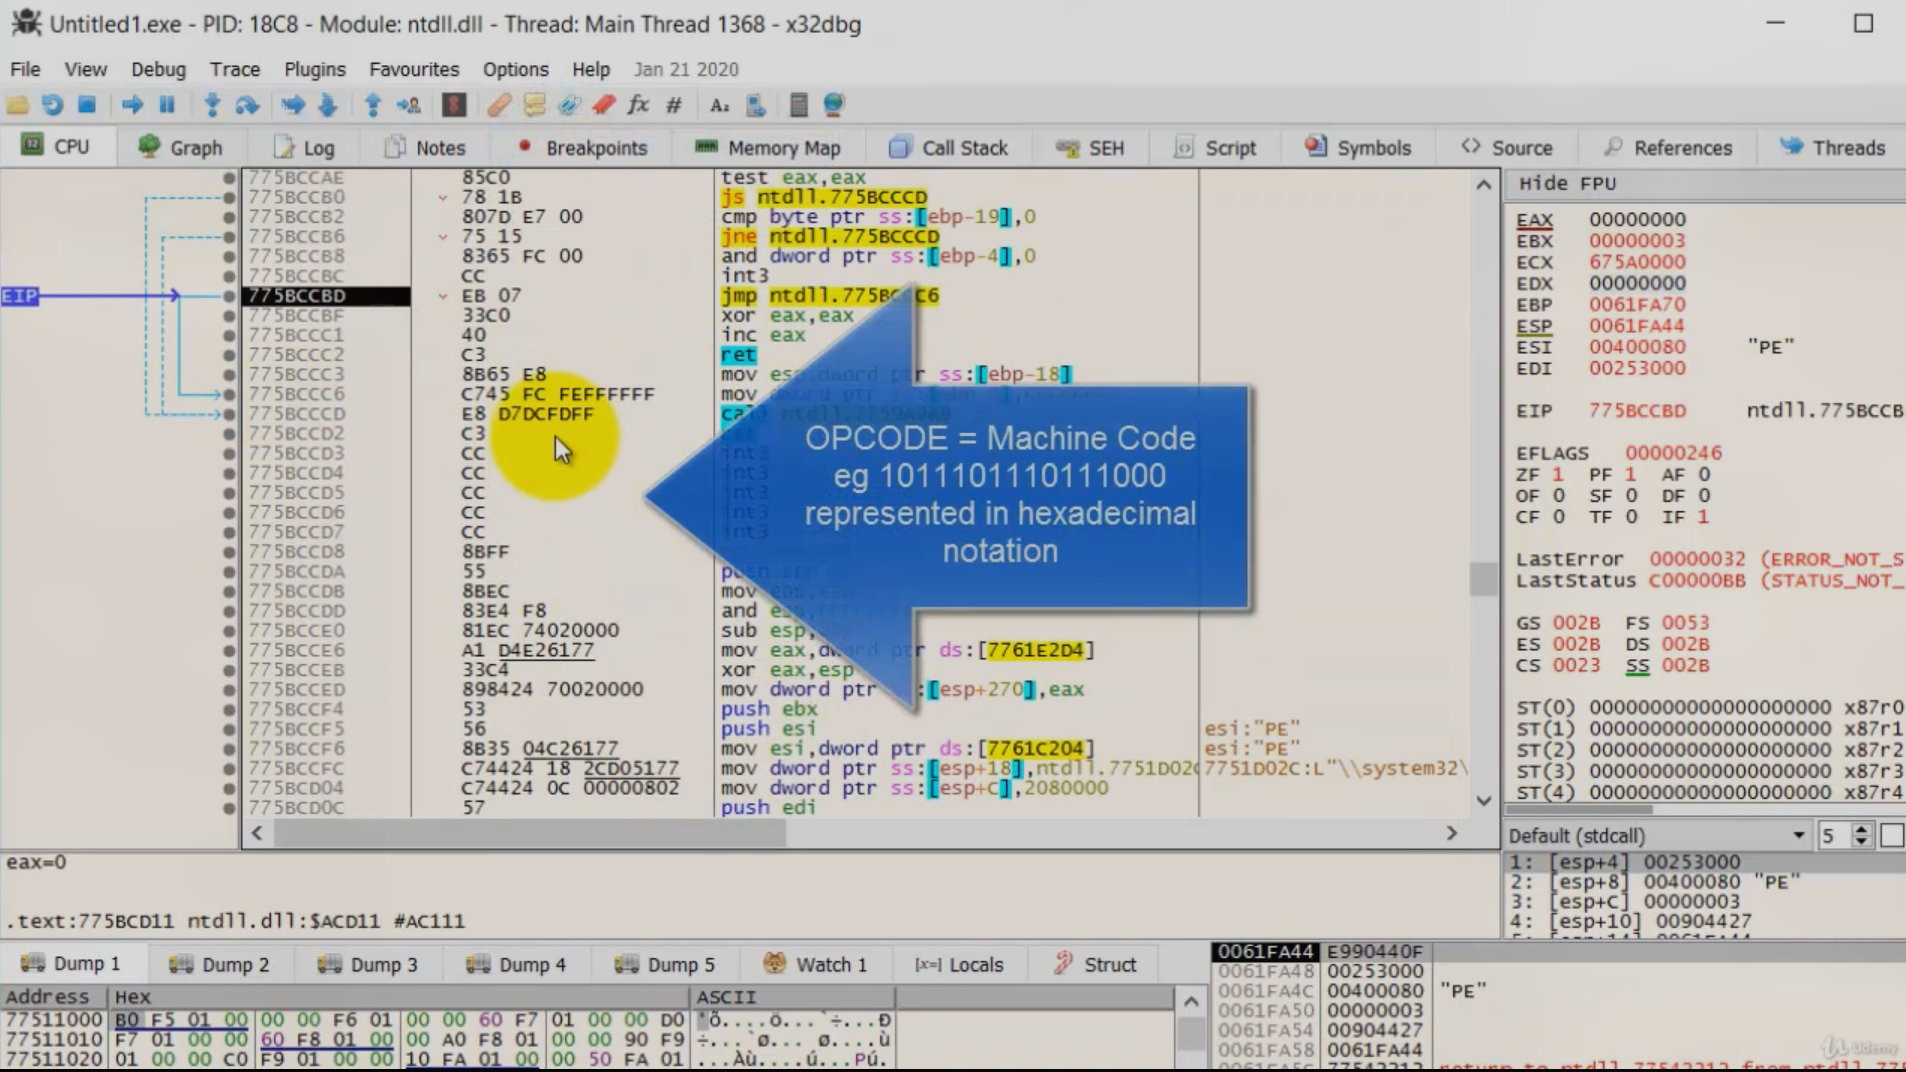 Untitled1.exe - PID: 18C8 - Module: ntdll.dll - Thread: Main Thread 1368 - x32dbg
File View Debug Trace Plugins Favourites Options Help Jan 21 2020
CPU Graph Log Notes Breakpoints Memory Map Call Stack SEH Script Symbols Source References Threads
775BCCAE 85C0 test eax,eax
775BCCB0 78 1B js ntdll.775BCCCD
775BCCB2 807D E7 00 cmp byte ptr ss:[ebp-19],0
775BCCB6 75 15 jne ntdll.775BCCCD
775BCCB8 8365 FC 00 and dword ptr ss:[ebp-4],0
775BCCBC CC int3
EIP 775BCCBD EB 07 jmp ntdll.775BCCC6
775BCCBF 33C0 xor eax,eax
775BCCC1 40 inc eax
775BCCC2 C3 ret
775BCCC3 8B65 E8 mov esp,dword ptr ss:[ebp-18]
775BCCC6 C745 FC FEFFFFFF mov
775BCCCD E8 D7DCFDFF call ntdll.7759A9A9
775BCCD2 C3
775BCCD3 CC int3
775BCCD4 CC int3
775BCCD5 CC int3
775BCCD6 CC int3
775BCCD7 CC int3
775BCCD8 8BFF
775BCCDA 55 push
775BCCDB 8BEC mov
775BCCDD 83E4 F8 and
775BCCE0 81EC 74020000 sub esp,
775BCCE6 A1 D4E26177 mov eax,dword ptr ds:[7761E2D4]
775BCCEB 33C4 xor eax,esp
775BCCED 898424 70020000 mov dword ptr [esp+270],eax
775BCCF4 53 push ebx
775BCCF5 56 push esi esi:"PE"
775BCCF6 8B35 04C26177 mov esi,dword ptr ds:[7761C204] esi:"PE"
775BCCFC C74424 18 2CD05177 mov dword ptr ss:[esp+18],ntdll.7751D02C 7751D02C:L"\\system32\
775BCD04 C74424 0C 00000802 mov dword ptr ss:[esp+C],2080000
775BCD0C 57 push edi
OPCODE = Machine Code
eg 1011101110111000
represented in hexadecimal
notation
Hide FPU
EAX 00000000
EBX 00000003
ECX 675A0000
EDX 00000000
EBP 0061FA70
ESP 0061FA44
ESI 00400080 "PE"
EDI 00253000
EIP 775BCCBD ntdll.775BCCB
EFLAGS 00000246
ZF 1 PF 1 AF 0
OF 0 SF 0 DF 0
CF 0 TF 0 IF 1
LastError 00000032 (ERROR_NOT_S
LastStatus C00000BB (STATUS_NOT_
GS 002B FS 0053
ES 002B DS 002B
CS 0023 SS 002B
ST(0) 00000000000000000000 x87r0
ST(1) 00000000000000000000 x87r1
ST(2) 00000000000000000000 x87r2
ST(3) 00000000000000000000 x87r3
ST(4) 00000000000000000000 x87r4
Default (stdcall) 5
1: [esp+4] 00253000
2: [esp+8] 00400080 "PE"
3: [esp+C] 00000003
4: [esp+10] 00904427
eax=0
.text:775BCD11 ntdll.dll:$ACD11 #AC111
Dump 1 Dump 2 Dump 3 Dump 4 Dump 5 Watch 1 [x=] Locals Struct
Address Hex ASCII
77511000 B0 F5 01 00 00 00 F6 01 00 00 60 F7 01 00 00 D0 °õ....ö...`÷...Ð
77511010 F7 01 00 00 60 F8 01 00 00 A0 F8 01 00 00 90 F9 ÷...`ø... ø....ù
77511020 01 00 00 C0 F9 01 00 00 10 FA 01 00 00 50 FA 01 ...Àù....ú...Pú.
0061FA44 E990440F
0061FA48 00253000
0061FA4C 00400080 "PE"
0061FA50 00000003
0061FA54 00904427
0061FA58 0061FA44
Udemy